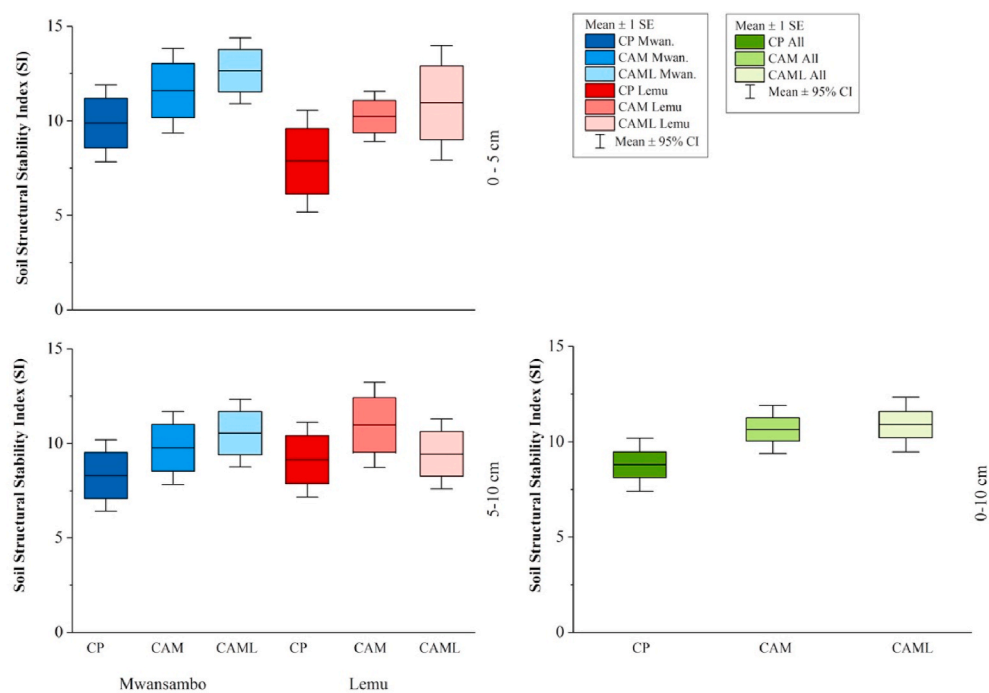 15
10
5
0
Soil Structural Stability Index (SI)
0 - 5 cm
Mean ± 1 SE
CP Mwan.
CAM Mwan.
CAML Mwan.
CP Lemu
CAM Lemu
CAML Lemu
Mean ± 95% CI
Mean ± 1 SE
CP All
CAM All
CAML All
Mean ± 95% CI
15
10
5
0
Soil Structural Stability Index (SI)
5-10 cm
CP CAM CAML CP CAM CAML
Mwansambo Lemu
15
10
5
0
Soil Structural Stability Index (SI)
0-10 cm
CP CAM CAML